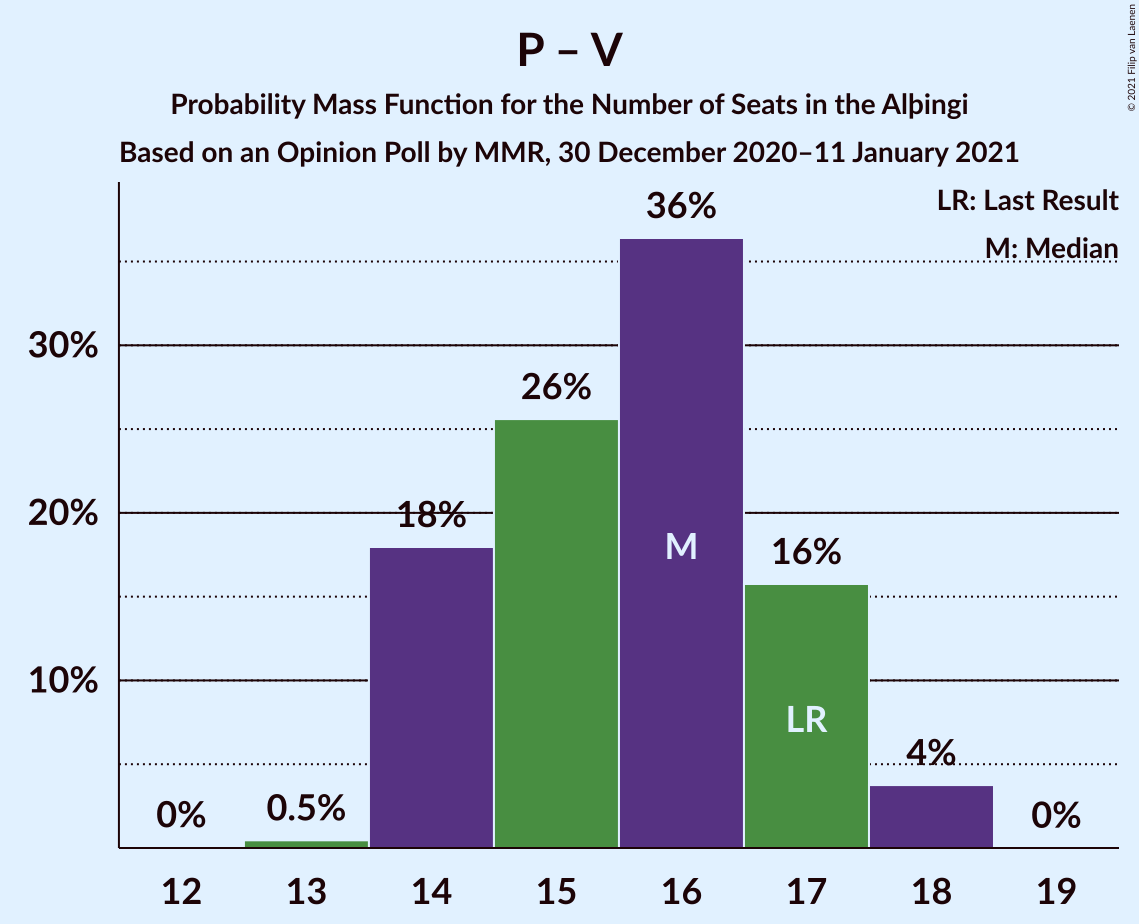 P – V
Probability Mass Function for the Number of Seats in the Alþingi
Based on an Opinion Poll by MMR, 30 December 2020–11 January 2021
© 2021 Filip van Laenen
LR: Last Result
M: Median
36%
30%
26%
20%
18%
M
16%
10%
LR
4%
0%
0.5%
0%
12 13 14 15 16 17 18 19